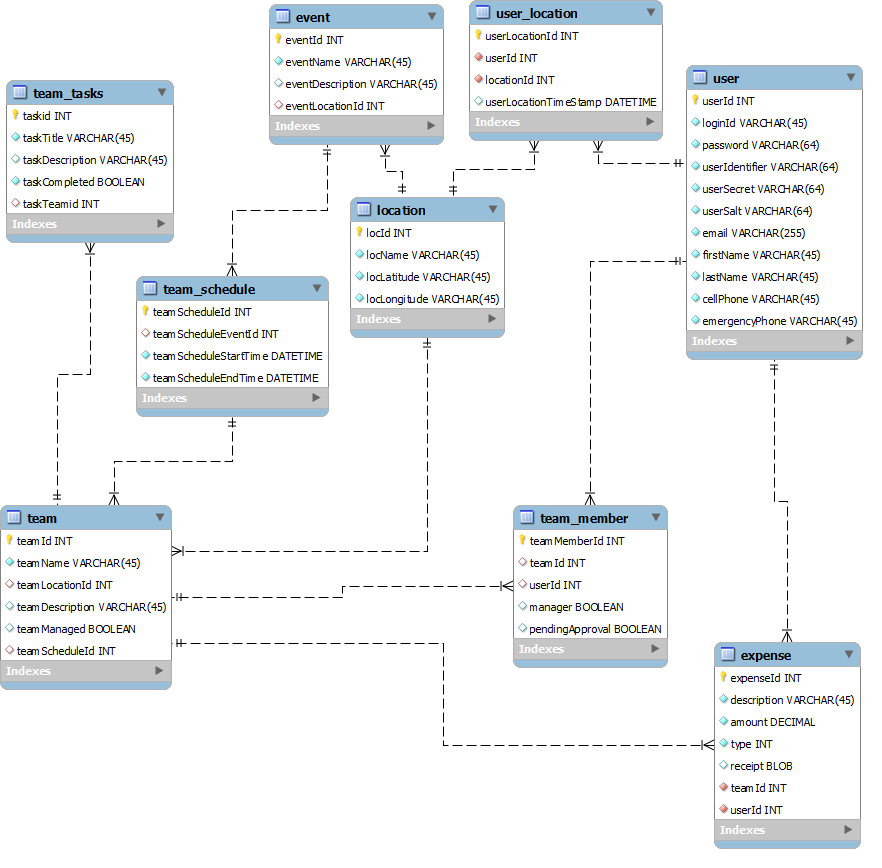 event
eventId INT
eventName VARCHAR(45)
eventDescription VARCHAR(45)
eventLocationId INT
Indexes
user_location
userLocationId INT
userId INT
locationId INT
userLocationTimeStamp DATETIME
Indexes
user
userId INT
loginId VARCHAR(45)
password VARCHAR(64)
userIdentifier VARCHAR(64)
userSecret VARCHAR(64)
userSalt VARCHAR(64)
email VARCHAR(255)
firstName VARCHAR(45)
lastName VARCHAR(45)
cellPhone VARCHAR(45)
emergencyPhone VARCHAR(45)
Indexes
team_tasks
taskid INT
taskTitle VARCHAR(45)
taskDescription VARCHAR(45)
taskCompleted BOOLEAN
taskTeamid INT
Indexes
location
locId INT
locName VARCHAR(45)
locLatitude VARCHAR(45)
locLongitude VARCHAR(45)
Indexes
team_schedule
teamScheduleId INT
teamScheduleEventId INT
teamScheduleStartTime DATETIME
teamScheduleEndTime DATETIME
Indexes
team
teamId INT
teamName VARCHAR(45)
teamLocationId INT
teamDescription VARCHAR(45)
teamManaged BOOLEAN
teamScheduleId INT
Indexes
team_member
teamMemberId INT
teamId INT
userId INT
manager BOOLEAN
pendingApproval BOOLEAN
Indexes
expense
expenseId INT
description VARCHAR(45)
amount DECIMAL
type INT
receipt BLOB
teamId INT
userId INT
Indexes